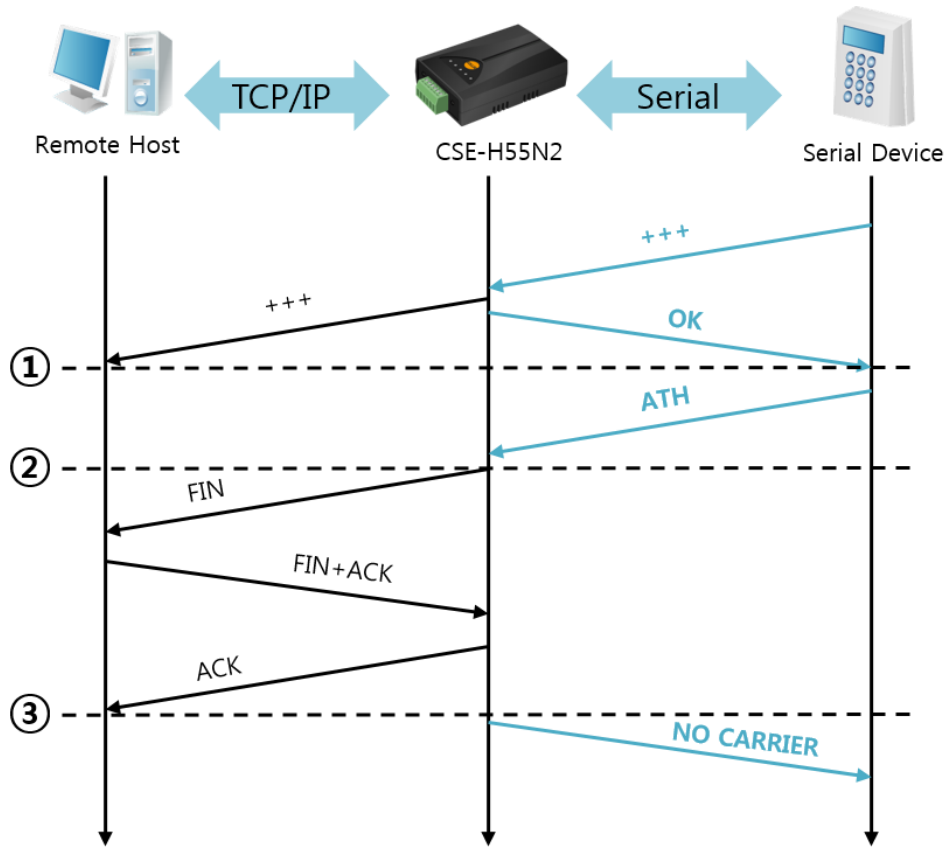 TCP/IP
Serial
Remote Host
CSE-H55N2
Serial Device
+++
+++
OK
①
ATH
②
FIN
FIN+ACK
ACK
③
NO CARRIER